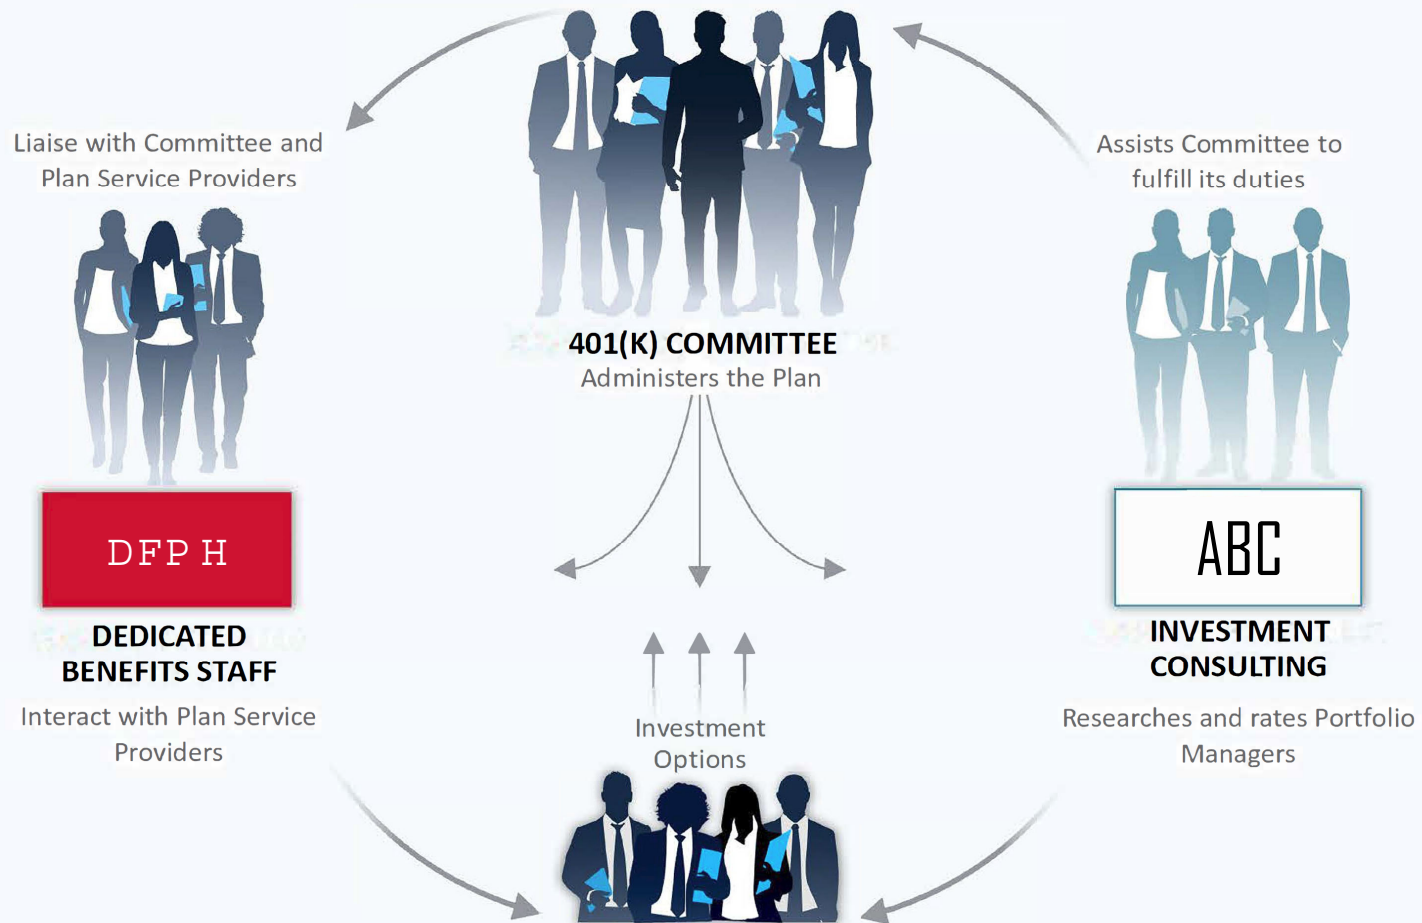 Liaise with Committee and
Plan Service Providers
Assists Committee to
fulfill its duties
401(K) COMMITTEE
Administers the Plan
DFPH
ABC
DEDICATED
BENEFITS STAFF
Interact with Plan Service
Providers
INVESTMENT
CONSULTING
Researches and rates Portfolio
Managers
Investment
Options